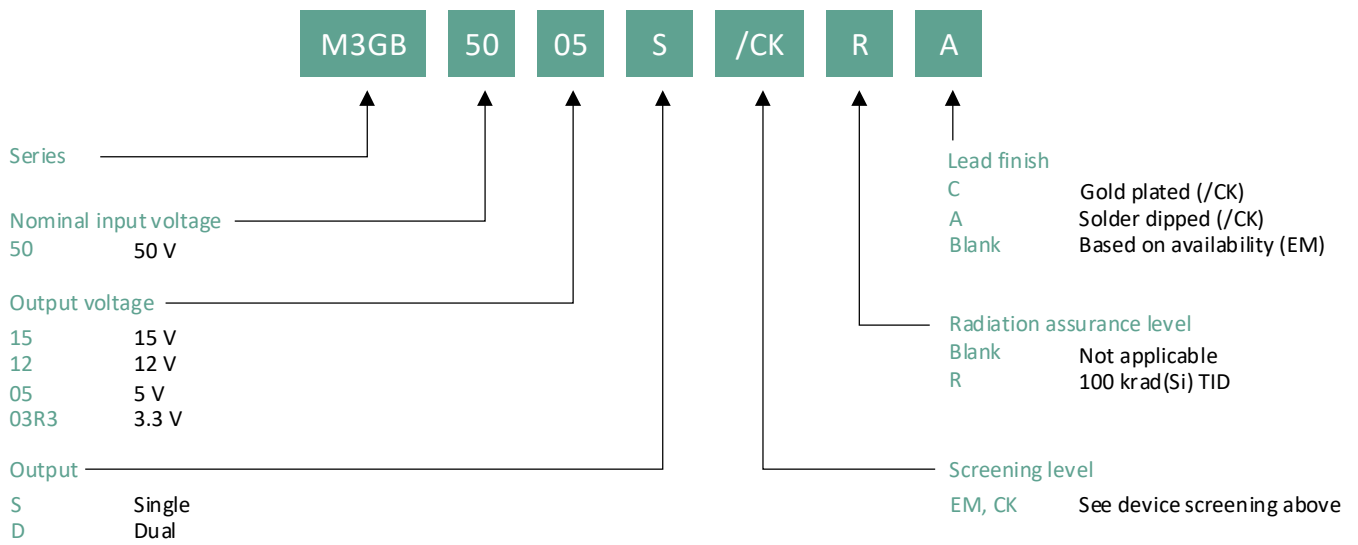 M3GB 50 05 S /CK R A
Series
Nominal input voltage
50 50 V
Output voltage
15 15 V
12 12 V
05 5 V
03R3 3.3 V
Output
S Single
D Dual
Lead finish
C Gold plated (/CK)
A Solder dipped (/CK)
Blank Based on availability (EM)
Radiation assurance level
Blank Not applicable
R 100 krad(Si) TID
Screening level
EM, CK See device screening above